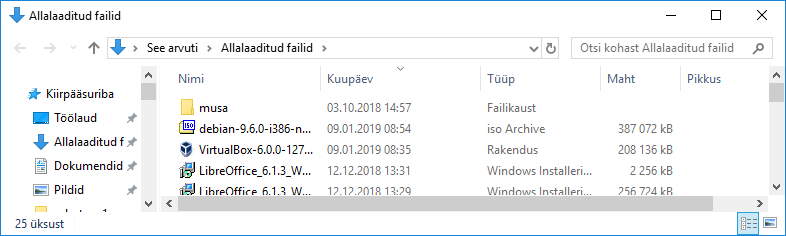 Allalaaditud failid
See arvuti Allalaaditud failid
Otsi kohast Allalaaditud failid
Nimi Kuupäev Tüüp Maht Pikkus
Kiirpääsuriba
Töölaud
Allalaaditud f
Dokumendid
Pildid
musa 03.10.2018 14:57 Failikaust
debian-9.6.0-i386-n... 09.01.2019 08:54 iso Archive 387 072 kB
VirtualBox-6.0.0-127... 09.01.2019 08:35 Rakendus 208 136 kB
LibreOffice_6.1.3_W... 12.12.2018 13:31 Windows Installeri... 2 256 kB
LibreOffice_6.1.3_W... 12.12.2018 13:29 Windows Installeri... 256 724 kB
25 üksust
ISO